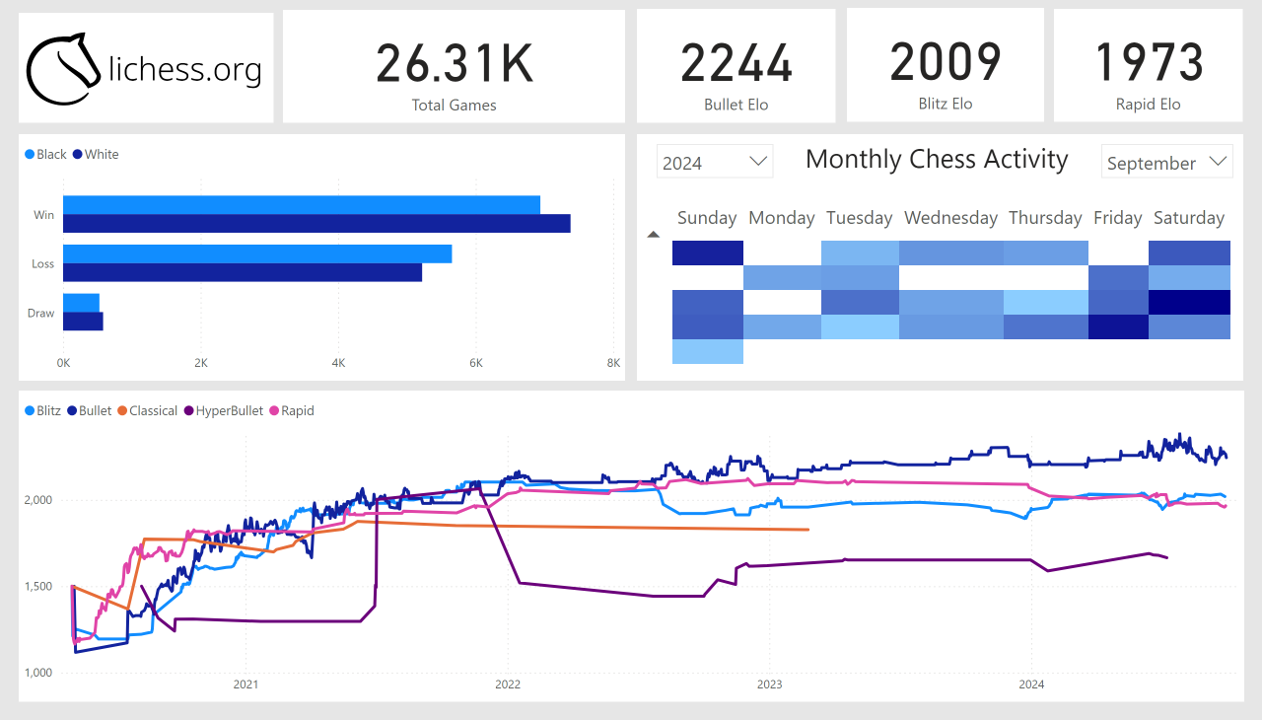 lichess.org
26.31K
Total Games
2244
Bullet Elo
2009
Blitz Elo
1973
Rapid Elo
Black White
Win
Loss
Draw
0K 2K 4K 6K 8K
2024
Monthly Chess Activity
September
Sunday Monday Tuesday Wednesday Thursday Friday Saturday
Blitz Bullet Classical HyperBullet Rapid
2,000
1,500
1,000
2021 2022 2023 2024